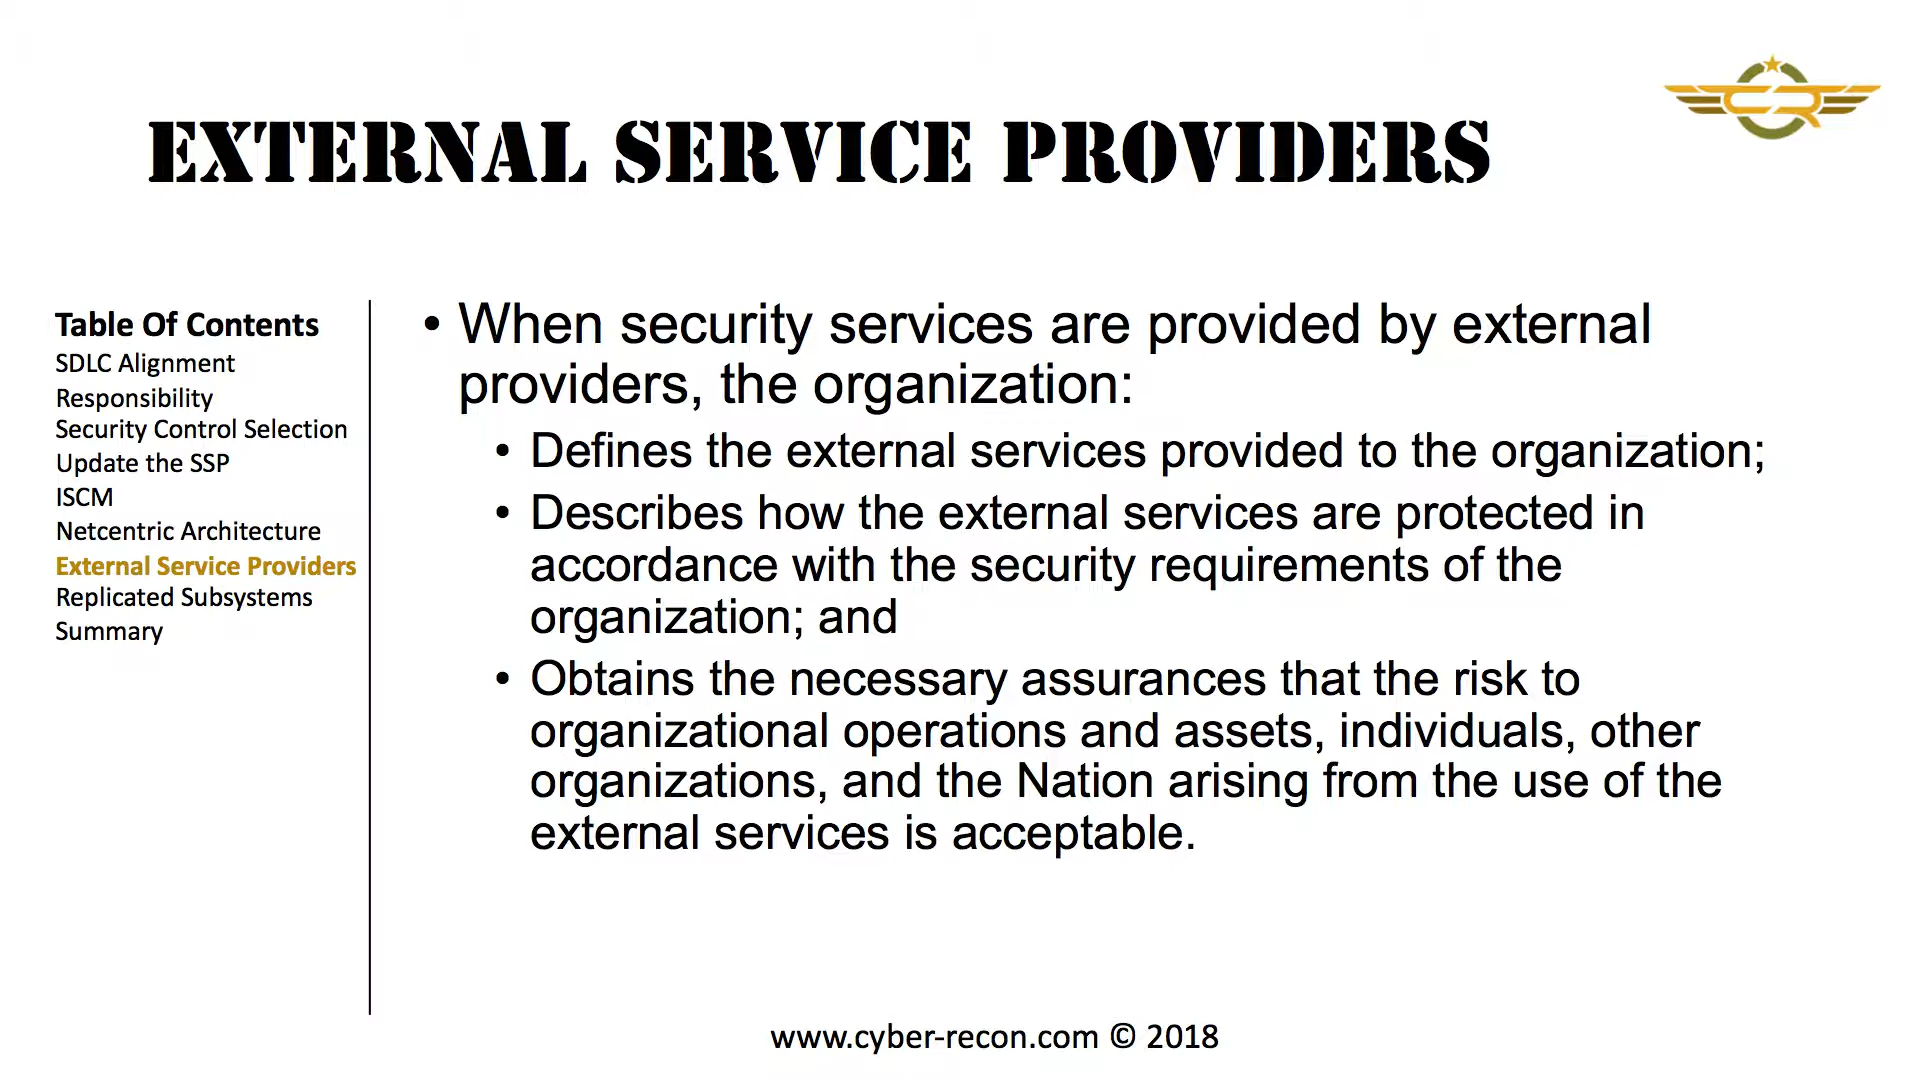 EXTERNAL SERVICE PROVIDERS
CR
Table Of Contents
SDLC Alignment
Responsibility
Security Control Selection
Update the SSP
ISCM
Netcentric Architecture
External Service Providers
Replicated Subsystems
Summary
• When security services are provided by external
providers, the organization:
• Defines the external services provided to the organization;
• Describes how the external services are protected in
accordance with the security requirements of the
organization; and
• Obtains the necessary assurances that the risk to
organizational operations and assets, individuals, other
organizations, and the Nation arising from the use of the
external services is acceptable.
www.cyber-recon.com © 2018